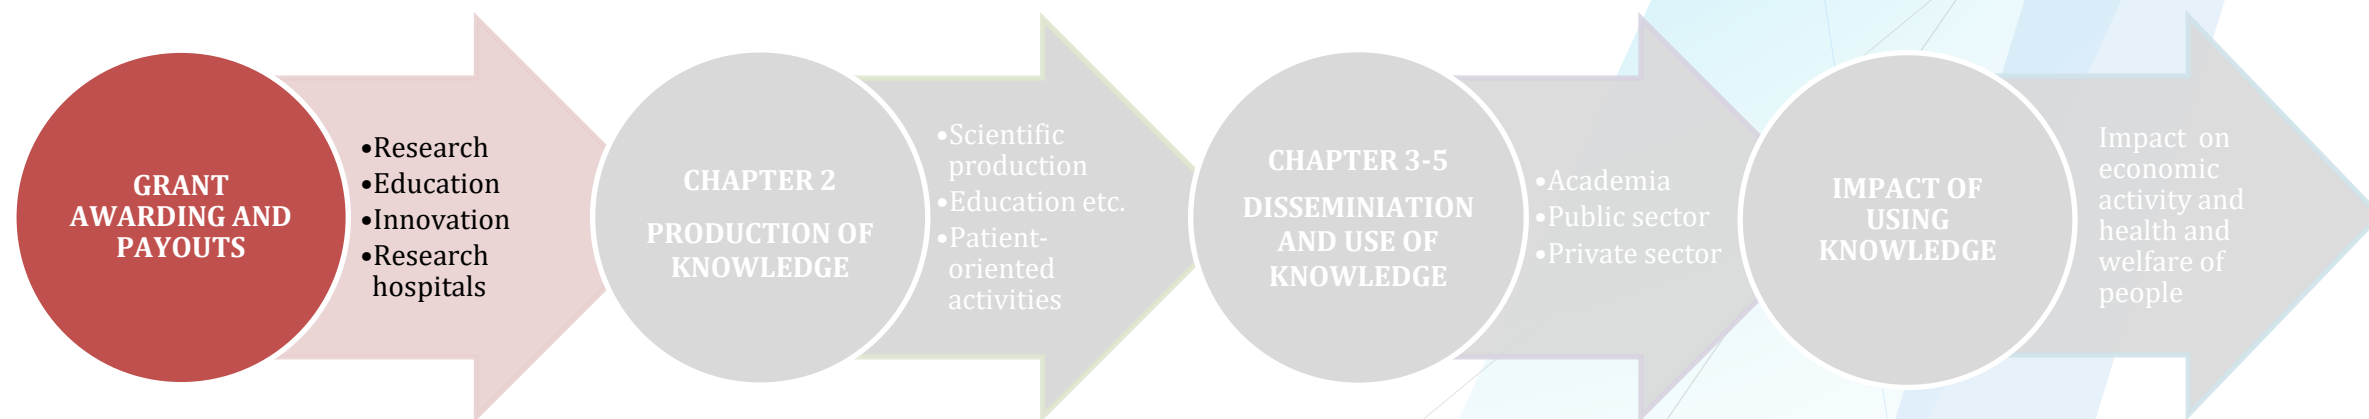 GRANT
AWARDING AND
PAYOUTS
•Research
•Education
•Innovation
•Research
hospitals
CHAPTER 2
PRODUCTION OF
KNOWLEDGE
•Scientific
production
•Education etc.
•Patient-
oriented
activities
CHAPTER 3-5
DISSEMINIATION
AND USE OF
KNOWLEDGE
•Academia
•Public sector
•Private sector
IMPACT OF
USING
KNOWLEDGE
Impact on
economic
activity and
health and
welfare of
people